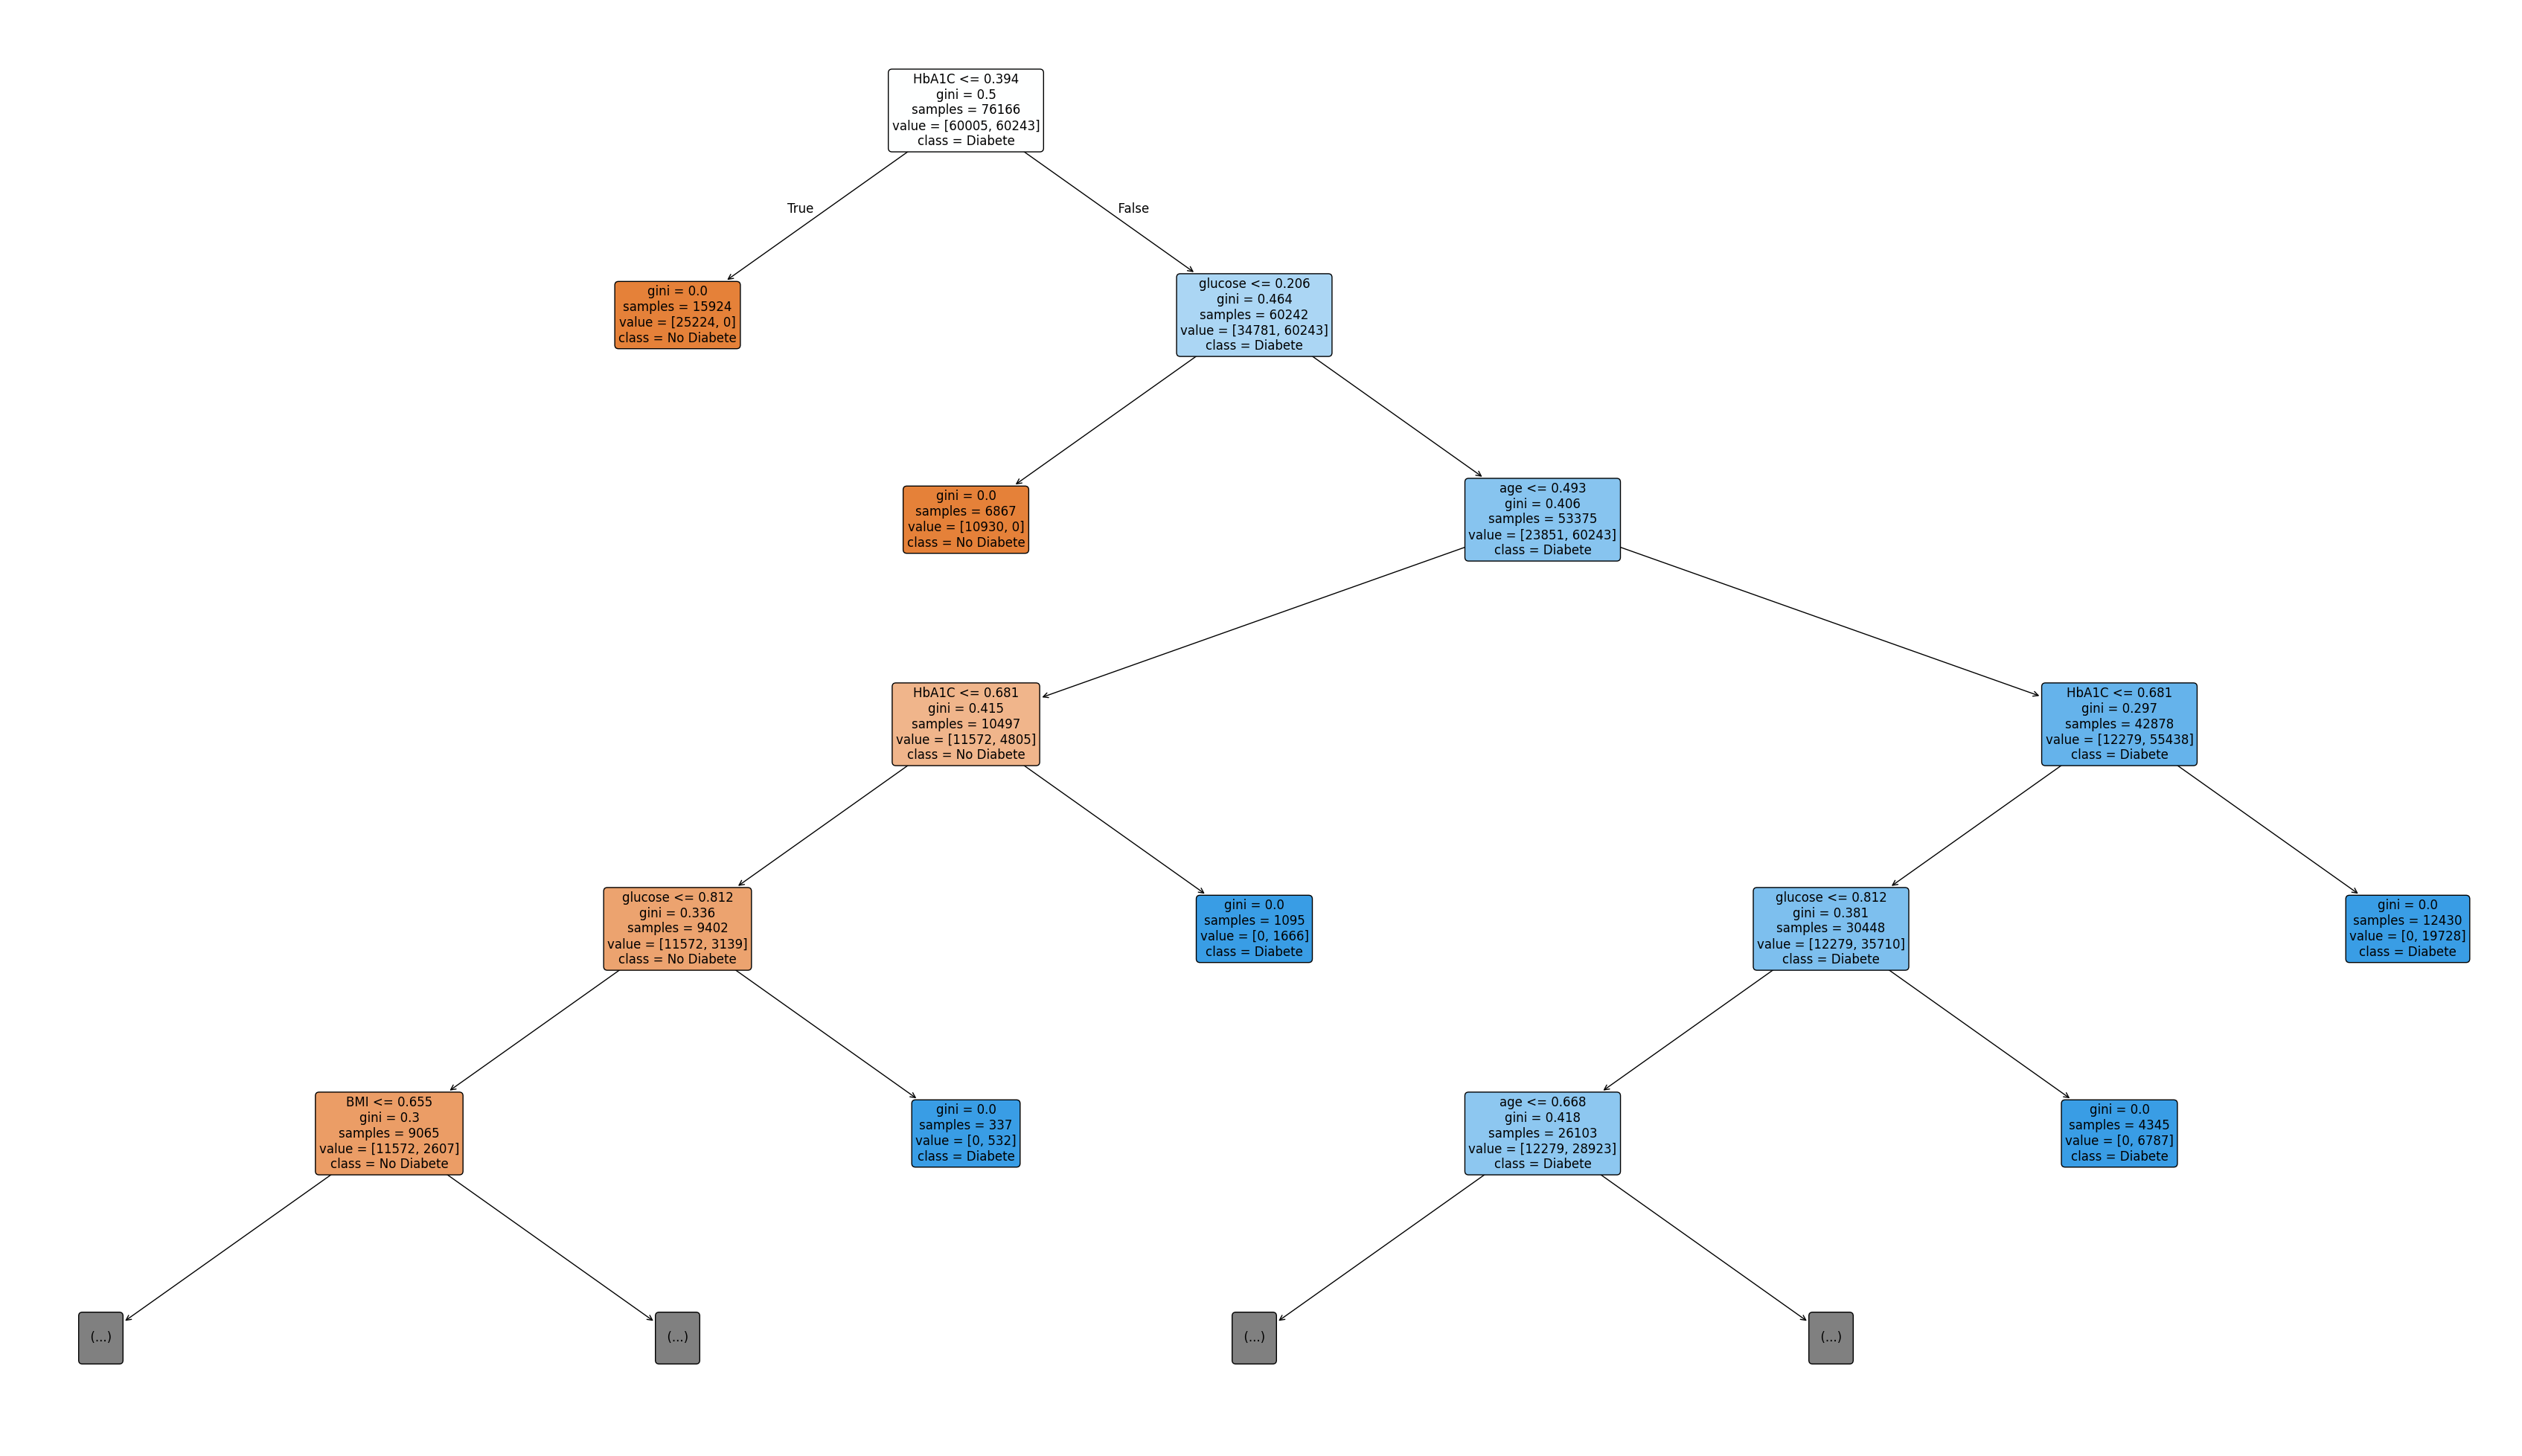 HbA1C <= 0.394
gini = 0.5
samples = 76166
value = [60005, 60243]
class = Diabete
True
False
gini = 0.0
samples = 15924
value = [25224, 0]
class = No Diabete
glucose <= 0.206
gini = 0.464
samples = 60242
value = [34781, 60243]
class = Diabete
gini = 0.0
samples = 6867
value = [10930, 0]
class = No Diabete
age <= 0.493
gini = 0.406
samples = 53375
value = [23851, 60243]
class = Diabete
HbA1C <= 0.681
gini = 0.415
samples = 10497
value = [11572, 4805]
class = No Diabete
HbA1C <= 0.681
gini = 0.297
samples = 42878
value = [12279, 55438]
class = Diabete
glucose <= 0.812
gini = 0.336
samples = 9402
value = [11572, 3139]
class = No Diabete
gini = 0.0
samples = 1095
value = [0, 1666]
class = Diabete
glucose <= 0.812
gini = 0.381
samples = 30448
value = [12279, 35710]
class = Diabete
gini = 0.0
samples = 12430
value = [0, 19728]
class = Diabete
BMI <= 0.655
gini = 0.3
samples = 9065
value = [11572, 2607]
class = No Diabete
gini = 0.0
samples = 337
value = [0, 532]
class = Diabete
age <= 0.668
gini = 0.418
samples = 26103
value = [12279, 28923]
class = Diabete
gini = 0.0
samples = 4345
value = [0, 6787]
class = Diabete
(...)
(...)
(...)
(...)